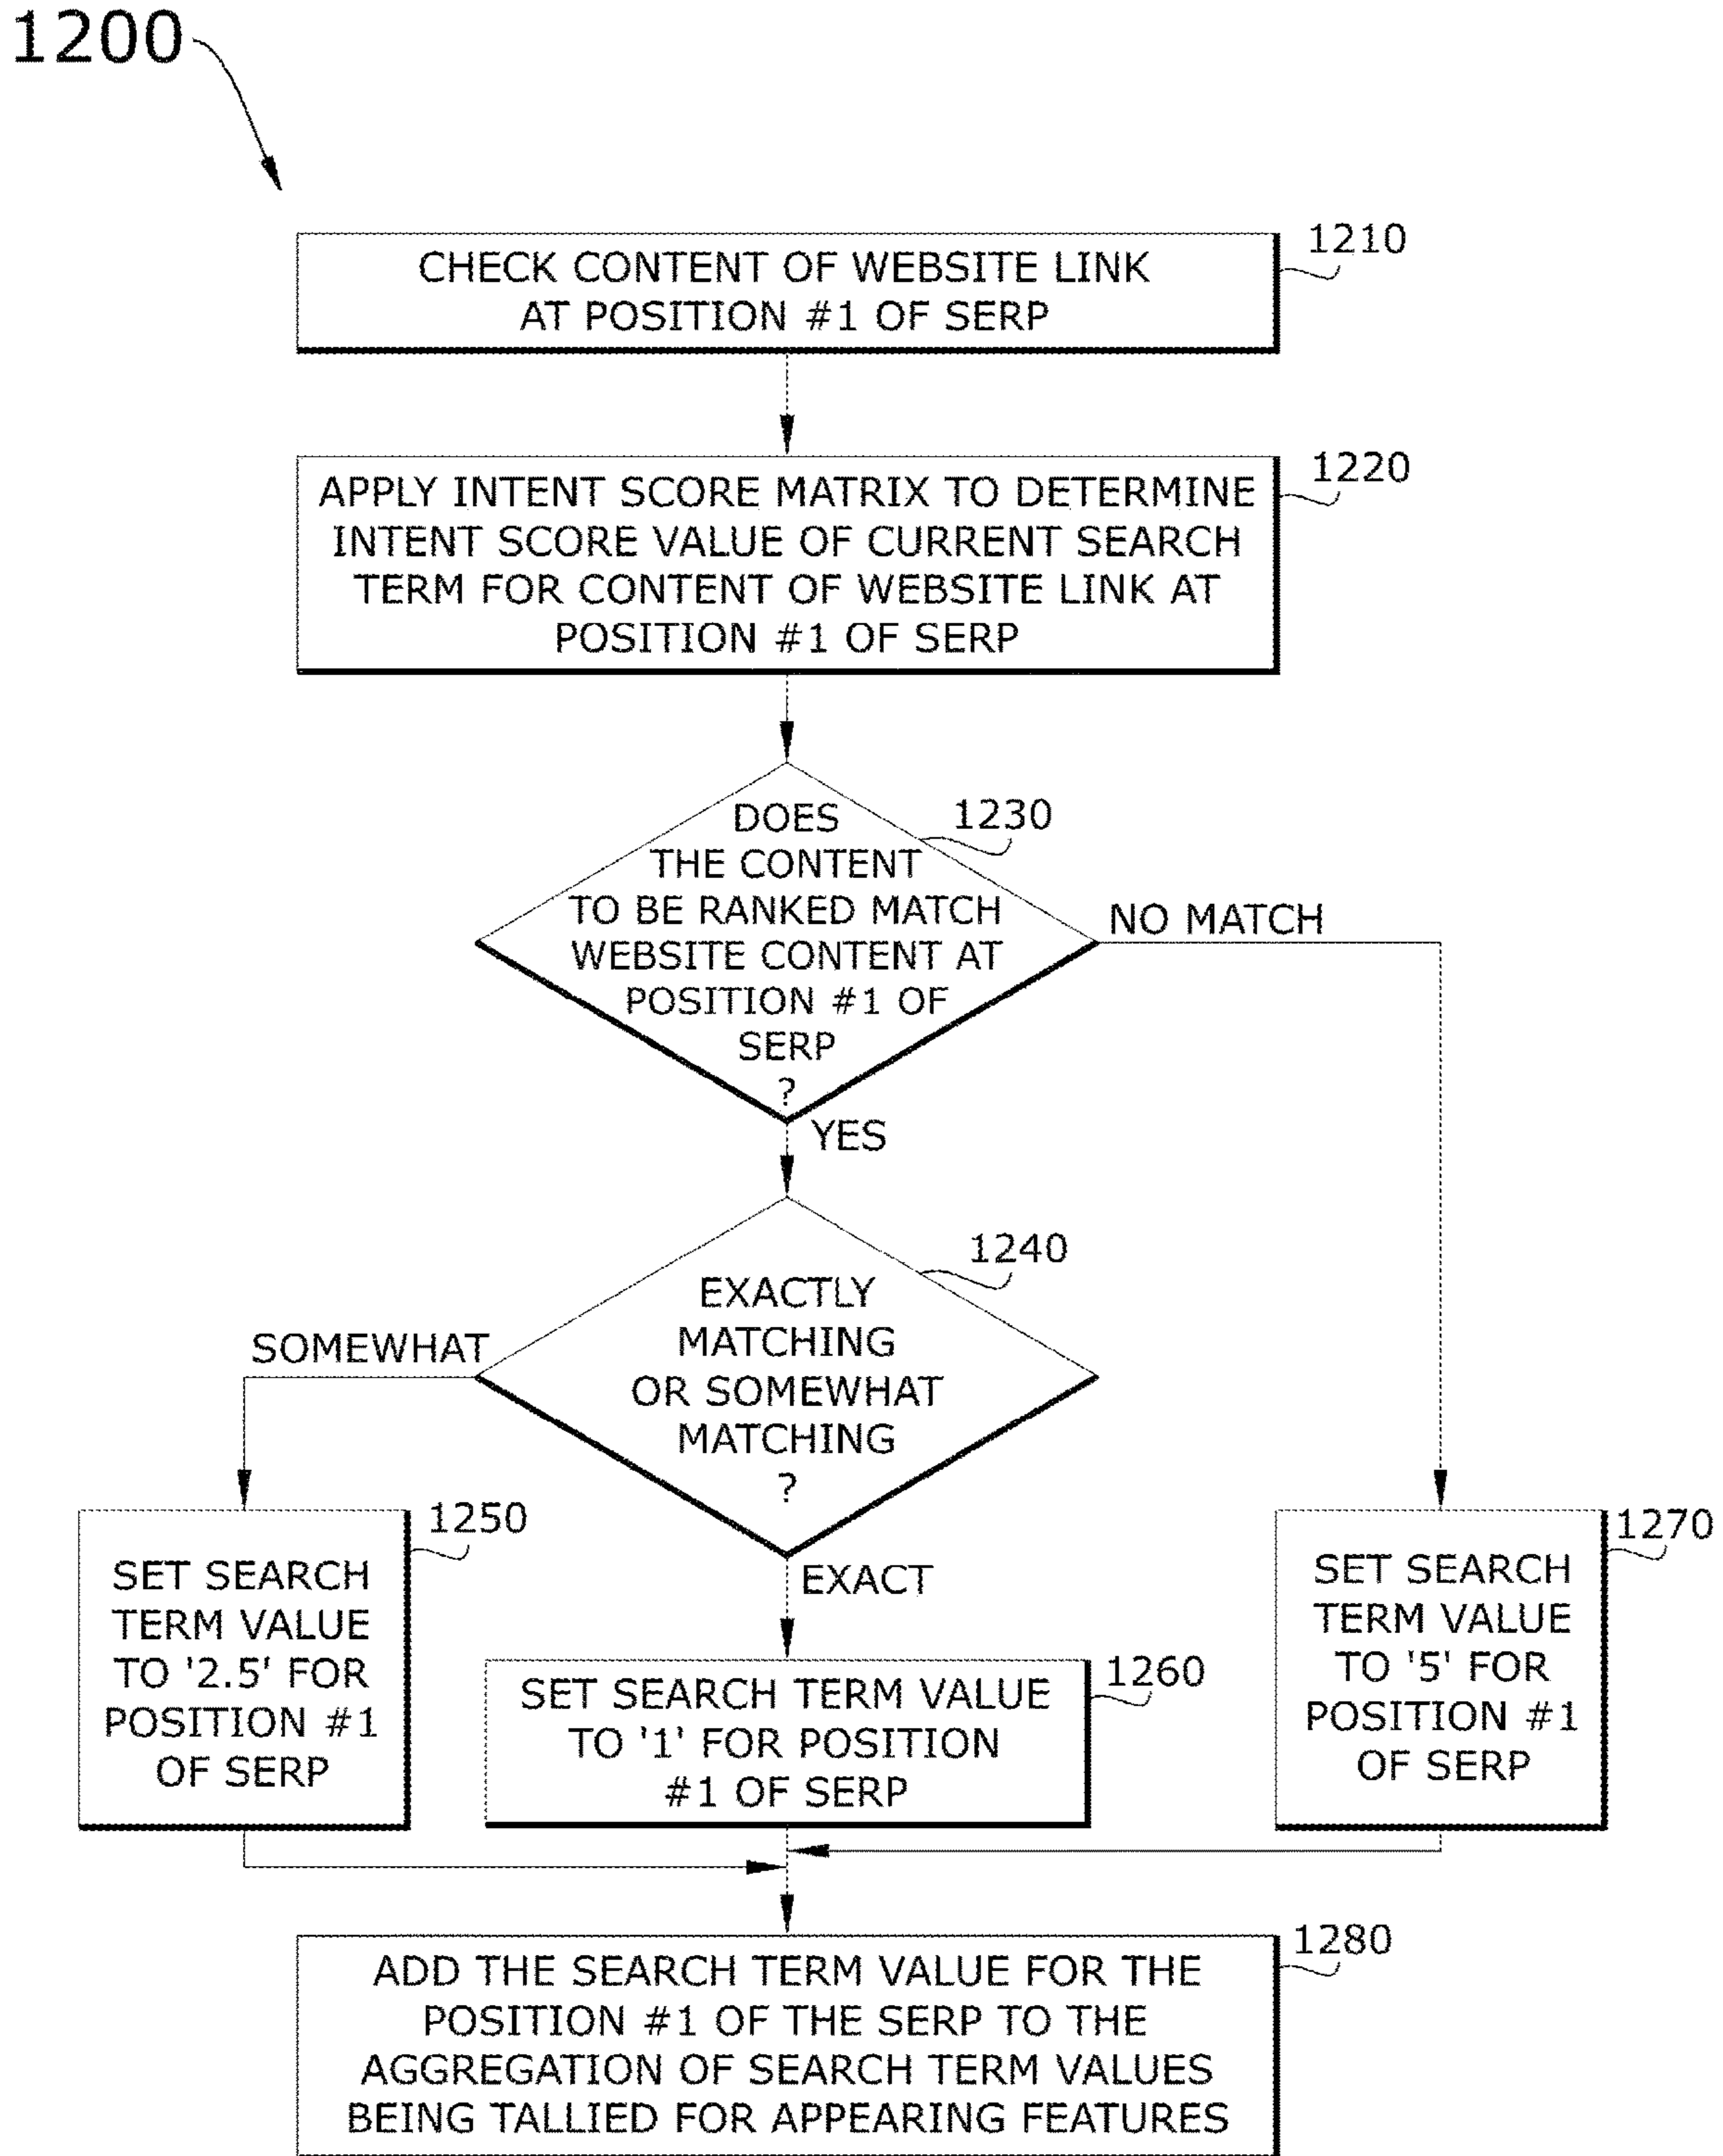 1200
CHECK CONTENT OF WEBSITE LINK
AT POSITION #1 OF SERP
1210
APPLY INTENT SCORE MATRIX TO DETERMINE
INTENT SCORE VALUE OF CURRENT SEARCH
TERM FOR CONTENT OF WEBSITE LINK AT
POSITION #1 OF SERP
1220
DOES
THE CONTENT
TO BE RANKED MATCH
WEBSITE CONTENT AT
POSITION #1 OF
SERP
?
1230
NO MATCH
YES
EXACTLY
MATCHING
OR SOMEWHAT
MATCHING
?
1240
SOMEWHAT
EXACT
SET SEARCH
TERM VALUE
TO '2.5' FOR
POSITION #1
OF SERP
1250
SET SEARCH TERM VALUE
TO '1' FOR POSITION
#1 OF SERP
1260
SET SEARCH
TERM VALUE
TO '5' FOR
POSITION #1
OF SERP
1270
ADD THE SEARCH TERM VALUE FOR THE
POSITION #1 OF THE SERP TO THE
AGGREGATION OF SEARCH TERM VALUES
BEING TALLIED FOR APPEARING FEATURES
1280